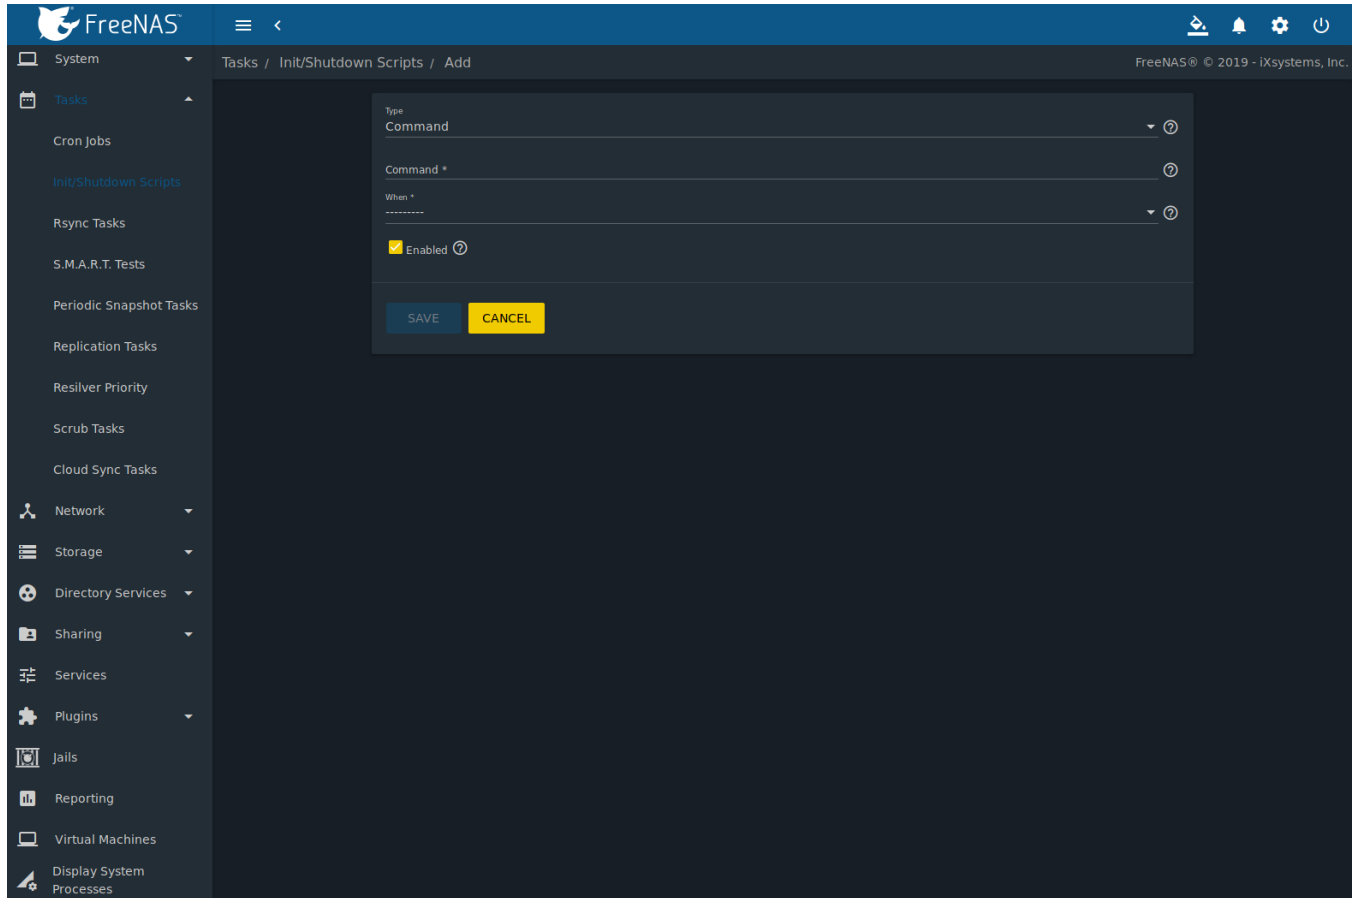 FreeNAS®
System
Tasks / Init/Shutdown Scripts / Add
FreeNAS® © 2019 - iXsystems, Inc.
Tasks
Cron Jobs
Init/Shutdown Scripts
Rsync Tasks
S.M.A.R.T. Tests
Periodic Snapshot Tasks
Replication Tasks
Resilver Priority
Scrub Tasks
Cloud Sync Tasks
Network
Storage
Directory Services
Sharing
Services
Plugins
Jails
Reporting
Virtual Machines
Display System
Processes
Type
Command
Command *
When *
---------
Enabled
SAVE
CANCEL